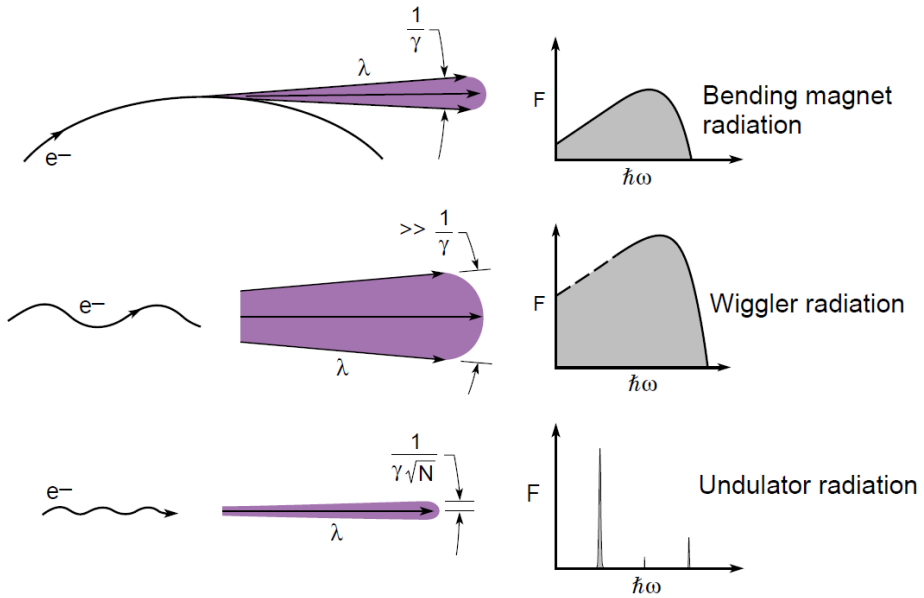 1
γ
λ
e–
F
ħω
Bending magnet
radiation
>> 1
γ
e–
λ
F
ħω
Wiggler radiation
1
γ√N
e–
λ
F
ħω
Undulator radiation